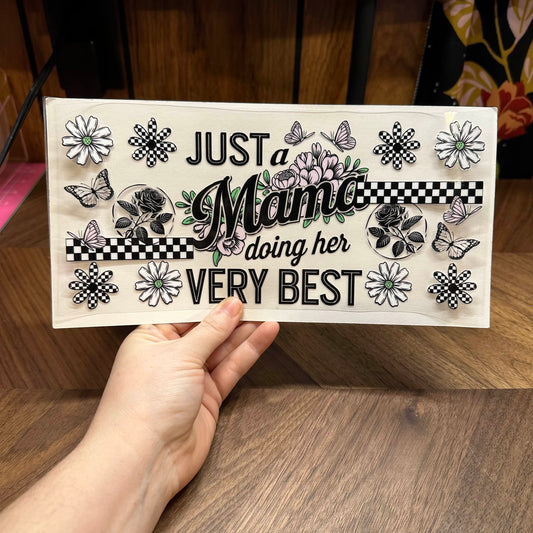 JUST a
Mama
doing her
VERY BEST